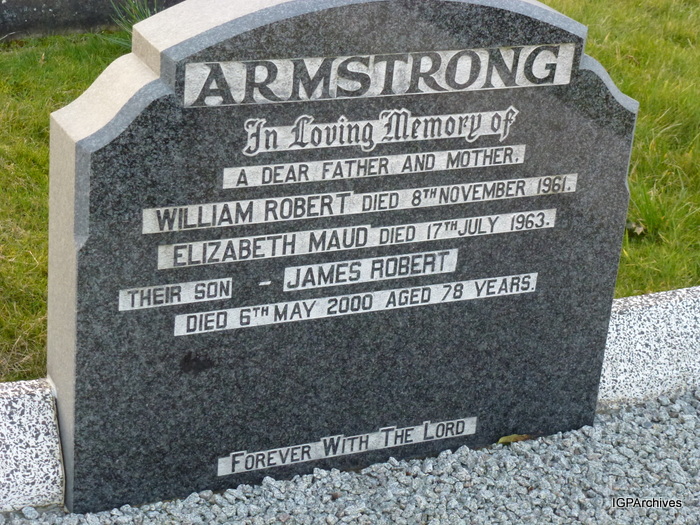 ARMSTRONG
In Loving Memory of
A DEAR FATHER AND MOTHER.
WILLIAM ROBERT DIED 8TH NOVEMBER 1961.
ELIZABETH MAUD DIED 17TH JULY 1963.
THEIR SON - JAMES ROBERT
DIED 6TH MAY 2000 AGED 78 YEARS.
FOREVER WITH THE LORD
IGPArchives